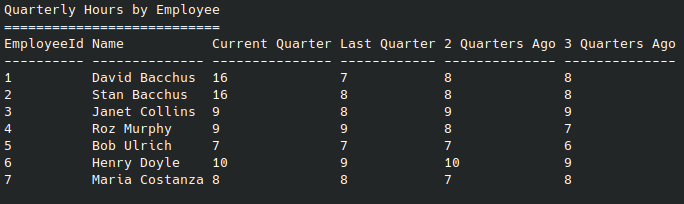 Quarterly Hours by Employee
===========================
EmployeeId Name           Current Quarter Last Quarter 2 Quarters Ago 3 Quarters Ago
---------- -------------- --------------- ------------ -------------- --------------
1          David Bacchus  16              7            8              8
2          Stan Bacchus   16              8            8              8
3          Janet Collins  9               8            9              9
4          Roz Murphy     9               9            8              7
5          Bob Ulrich     7               7            7              6
6          Henry Doyle    10              9            10             9
7          Maria Costanza 8               8            7              8